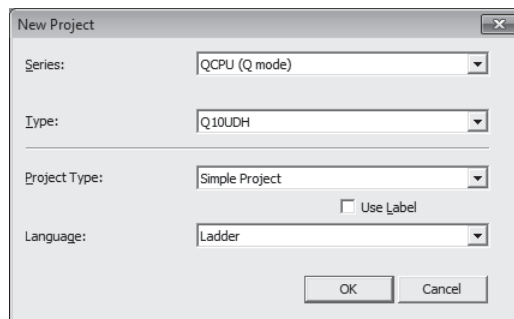 New Project
Series: QCPU (Q mode)
Type: Q10UDH
Project Type: Simple Project
Use Label
Language: Ladder
OK Cancel